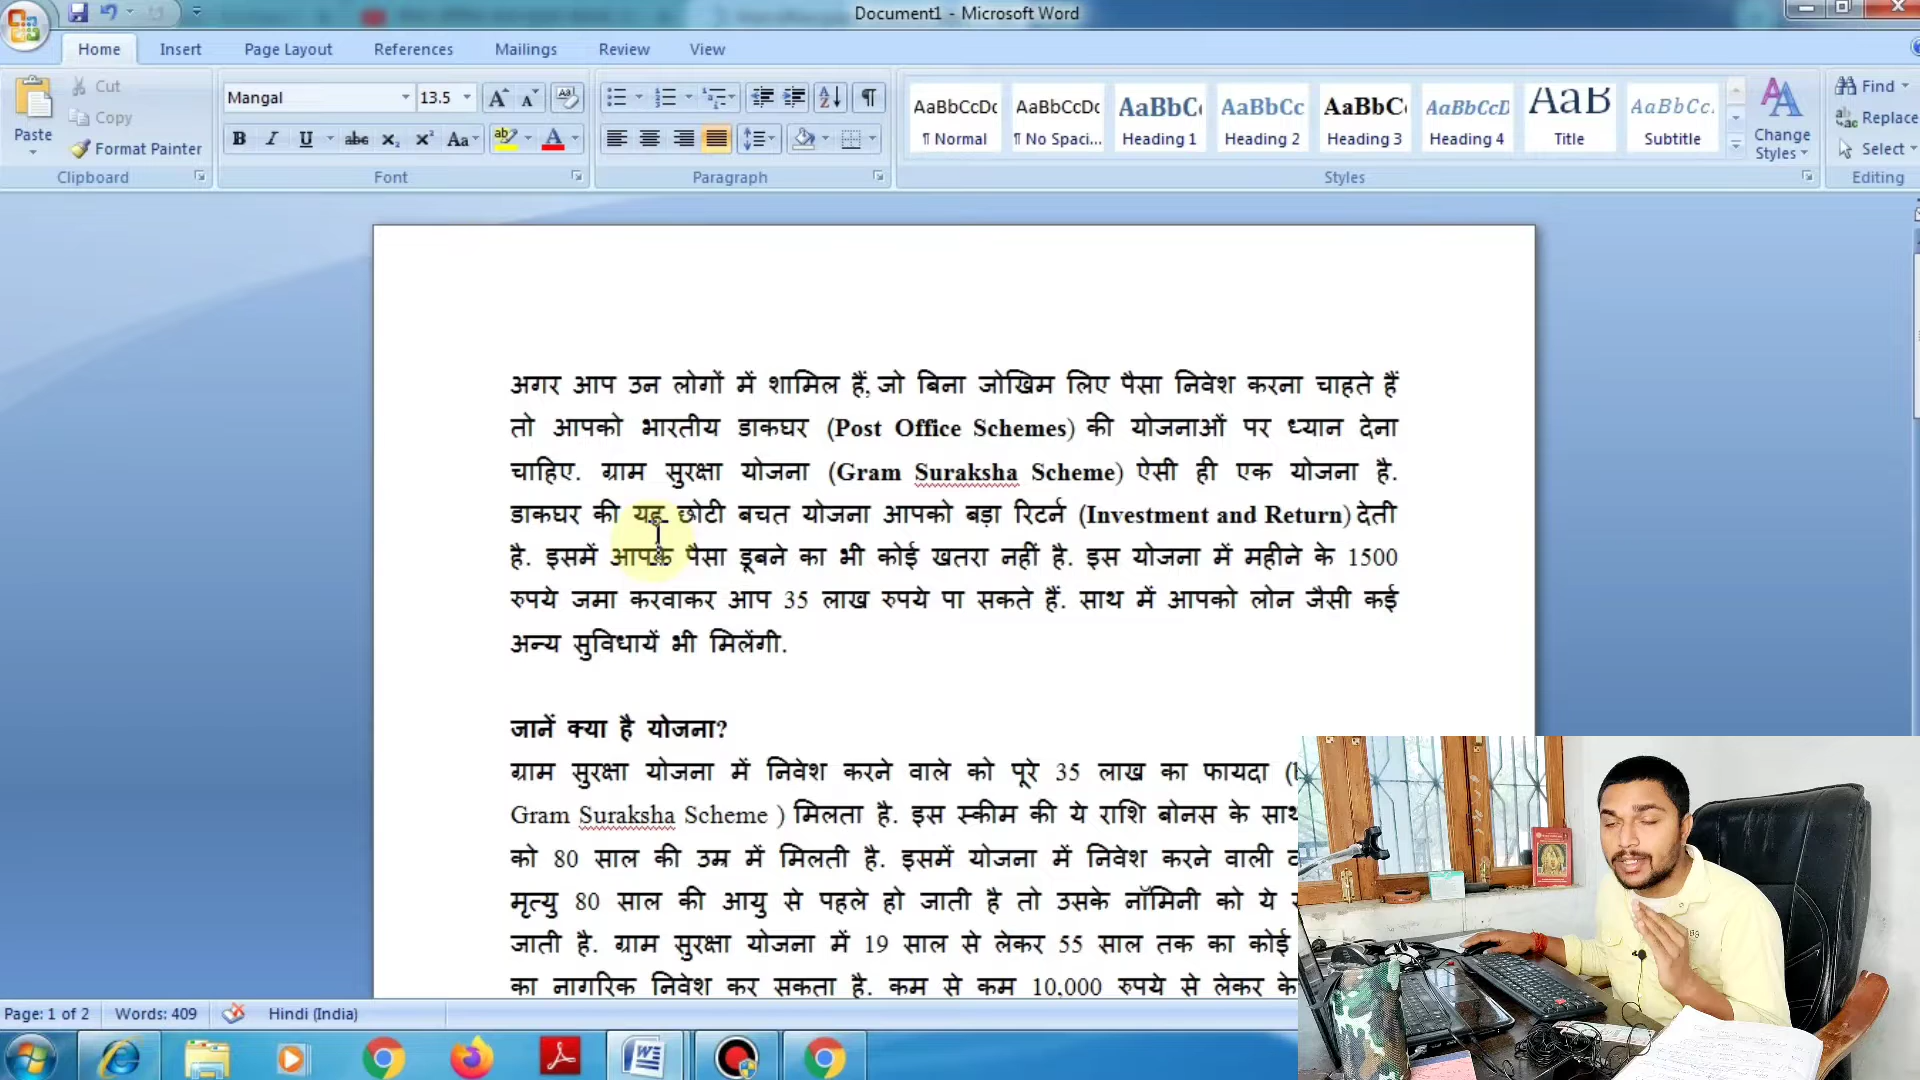 Document1 - Microsoft Word
Home Insert Page Layout References Mailings Review View
Paste
Cut
Copy
Format Painter
Clipboard
Mangal 13.5
Font
Paragraph
AaBbCcDc AaBbCcDc AaBbC AaBbCc AaBbC AaBbCcD AaB AaBbCc.
¶ Normal ¶ No Spaci... Heading 1 Heading 2 Heading 3 Heading 4 Title Subtitle
Change Styles
Styles
Find
Replace
Select
Editing
अगर आप उन लोगों में शामिल हैं, जो बिना जोखिम लिए पैसा निवेश करना चाहते हैं
तो आपको भारतीय डाकघर (Post Office Schemes) की योजनाओं पर ध्यान देना
चाहिए. ग्राम सुरक्षा योजना (Gram Suraksha Scheme) ऐसी ही एक योजना है.
डाकघर की यह छोटी बचत योजना आपको बड़ा रिटर्न (Investment and Return) देती
है. इसमें आपके पैसा डूबने का भी कोई खतरा नहीं है. इस योजना में महीने के 1500
रुपये जमा करवाकर आप 35 लाख रुपये पा सकते हैं. साथ में आपको लोन जैसी कई
अन्य सुविधायें भी मिलेंगी.
जानें क्या है योजना?
ग्राम सुरक्षा योजना में निवेश करने वाले को पूरे 35 लाख का फायदा (
Gram Suraksha Scheme ) मिलता है. इस स्कीम की ये राशि बोनस के साथ
को 80 साल की उम्र में मिलती है. इसमें योजना में निवेश करने वाली
मृत्यु 80 साल की आयु से पहले हो जाती है तो उसके नॉमिनी को ये
जाती है. ग्राम सुरक्षा योजना में 19 साल से लेकर 55 साल तक का कोई
का नागरिक निवेश कर सकता है. कम से कम 10,000 रुपये से लेकर
Page: 1 of 2 Words: 409 Hindi (India)